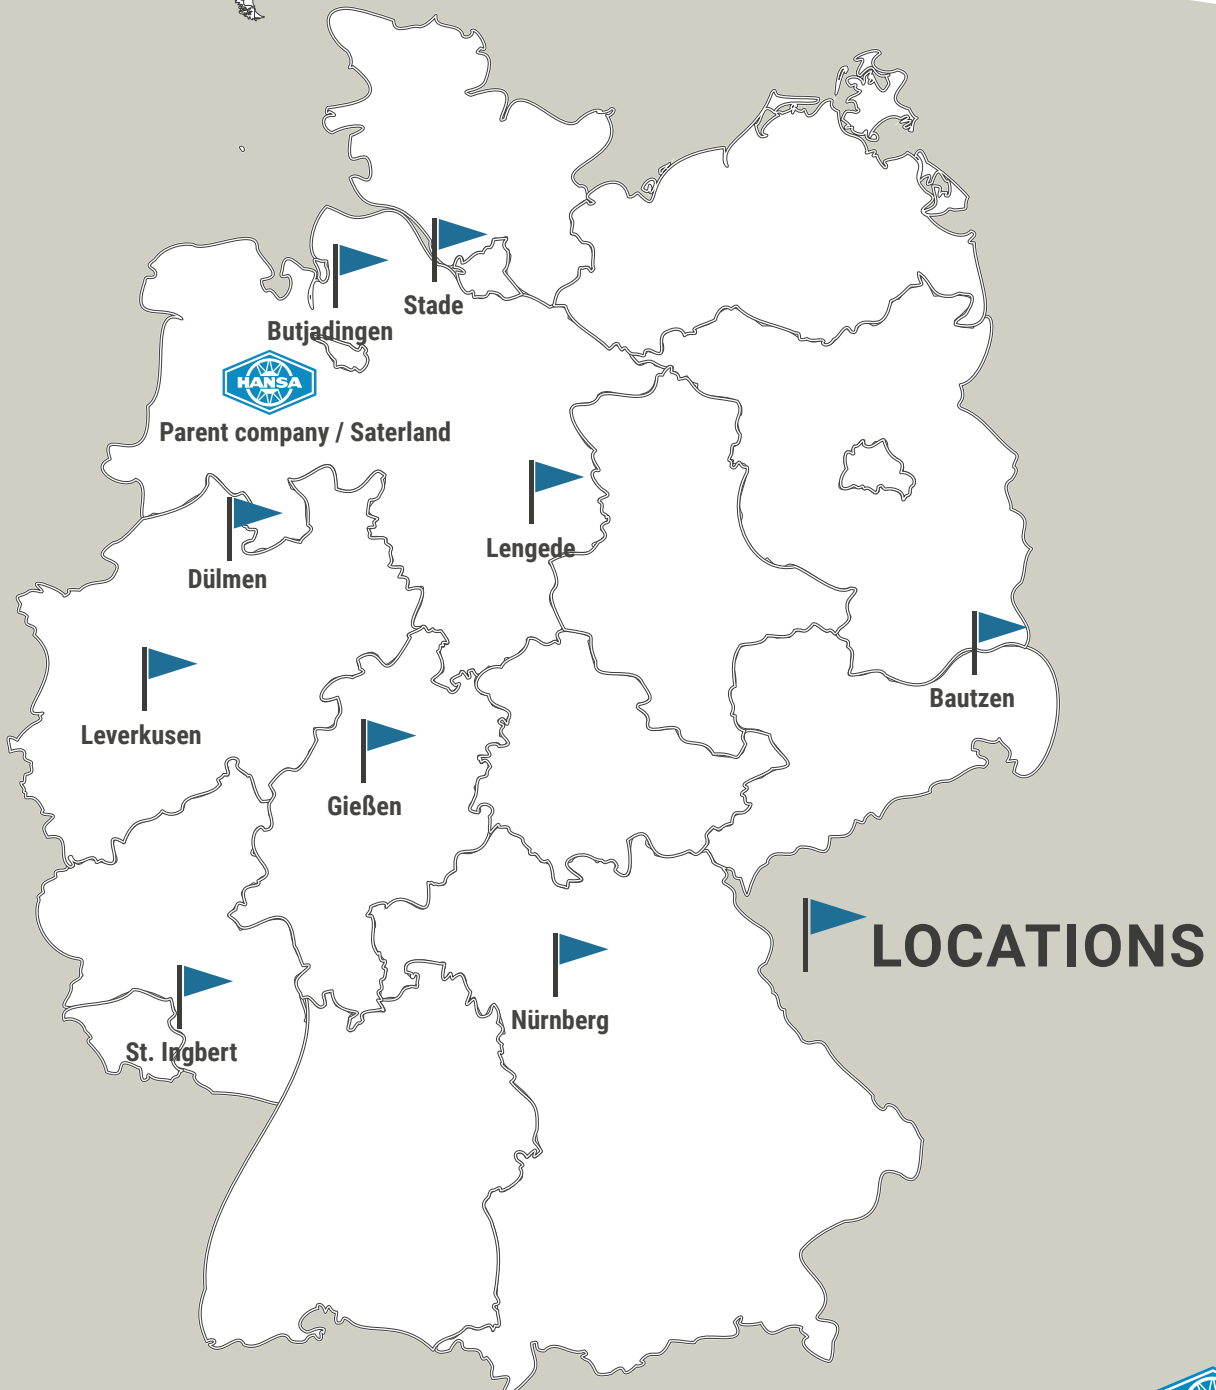 Stade
Butjadingen
HANSA
Parent company / Saterland
Lengede
Dülmen
Bautzen
Leverkusen
Gießen
LOCATIONS
Nürnberg
St. Ingbert